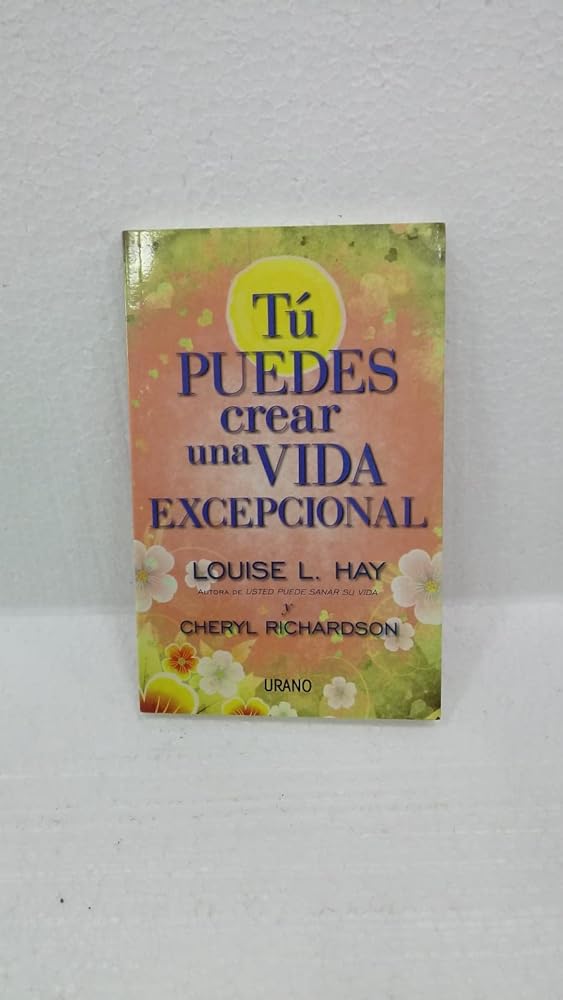 Tú
PUEDES
crear
una VIDA
EXCEPCIONAL
LOUISE L. HAY
AUTORA DE USTED PUEDE SANAR SU VIDA
y
CHERYL RICHARDSON
URANO